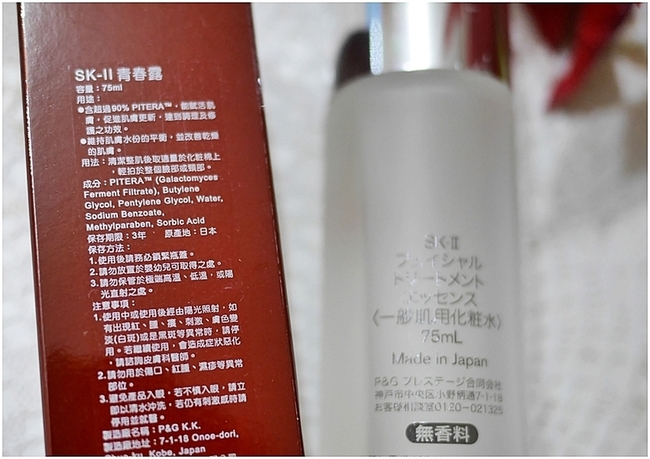 SK-II 青春露
容量：75ml
用途：
●含超過90% PITERA™，能賦活肌
膚，促進肌膚更新，達到調理及修
護之功效。
●維持肌膚水份的平衡，並改善乾燥
的肌膚。
用法：清潔整肌後取適量於化粧棉上，
輕拍於整個臉部或頸部。
成分：PITERA™ (Galactomyces
Ferment Filtrate), Butylene
Glycol, Pentylene Glycol, Water,
Sodium Benzoate,
Methylparaben, Sorbic Acid
保存期限：3年　原產地：日本
保存方法：
1.使用後請務必鎖緊瓶蓋。
2.請勿放置於嬰幼兒可取得之處。
3.請勿保管於極端高溫、低溫，或陽
光直射之處。
注意事項：
1.使用中或使用後經由陽光照射，如
有出現紅、腫、癢、刺激、膚色變
淡(白斑)或是黑斑等異常時，請停
用。若繼續使用，會造成症狀惡化
，請諮詢皮膚科醫師。
2.請勿用於傷口、紅腫、濕疹等異常
部位。
3.避免產品入眼，若不慎入眼，請立
即以清水沖洗，若仍有刺激感時請
停用並就醫。
製造廠名稱：P&G K.K.
製造廠地址：7-1-18 Onoe-dori,
Chuo-ku, Kobe, Japan
SK-II
フェイシャル
トリートメント
エッセンス
〈一般肌用化粧水〉
75mL
Made in Japan
P&G プレステージ合同会社
神戸市中央区小野柄通7-1-18
お客様相談室0120-021325
無香料